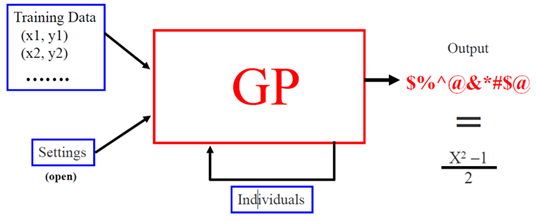 Training Data
(x1, y1)
(x2, y2)
.......
Settings
(open)
GP
Individuals
Output
$%^@&*#$@
=
X² –1
2